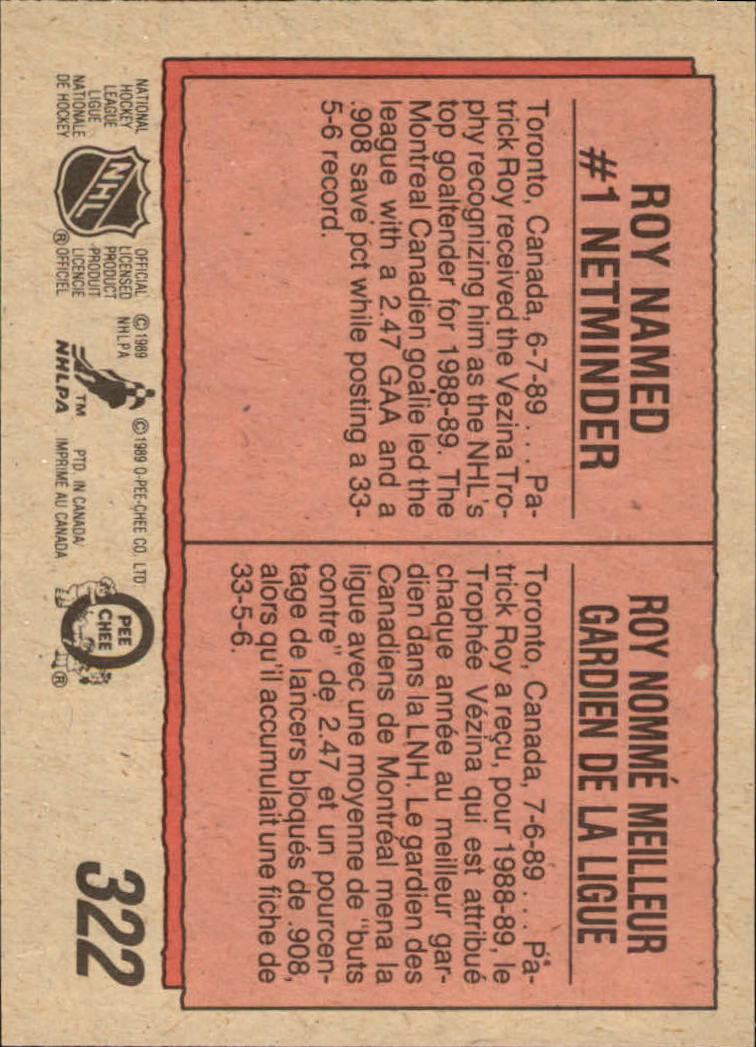 ROY NAMED
#1 NETMINDER
Toronto, Canada, 6-7-89 . . . Pa-
trick Roy received the Vezina Tro-
phy recognizing him as the NHL's
top goaltender for 1988-89. The
Montreal Canadien goalie led the
league with a 2.47 GAA and a
.908 save pct while posting a 33-
5-6 record.
ROY NOMMÉ MEILLEUR
GARDIEN DE LA LIGUE
Toronto, Canada, 7-6-89 . . . Pa-
trick Roy a reçu, pour 1988-89, le
Trophée Vézina qui est attribué
chaque année au meilleur gar-
dien dans la LNH. Le gardien des
Canadiens de Montréal mena la
ligue avec une moyenne de "buts
contre" de 2.47 et un pourcen-
tage de lancers bloqués de .908,
alors qu'il accumulait une fiche de
33-5-6.
NATIONAL
HOCKEY
LEAGUE
LIGUE
NATIONALE
DE HOCKEY
NHL
®
OFFICIAL
LICENSED
PRODUCT
PRODUIT
LICENCIE
OFFICIEL
© 1989
NHLPA
TM
NHLPA
© 1989 O-PEE-CHEE CO. LTD
PTD. IN CANADA/
IMPRIMÉ AU CANADA
O
PEE
CHEE
®
322